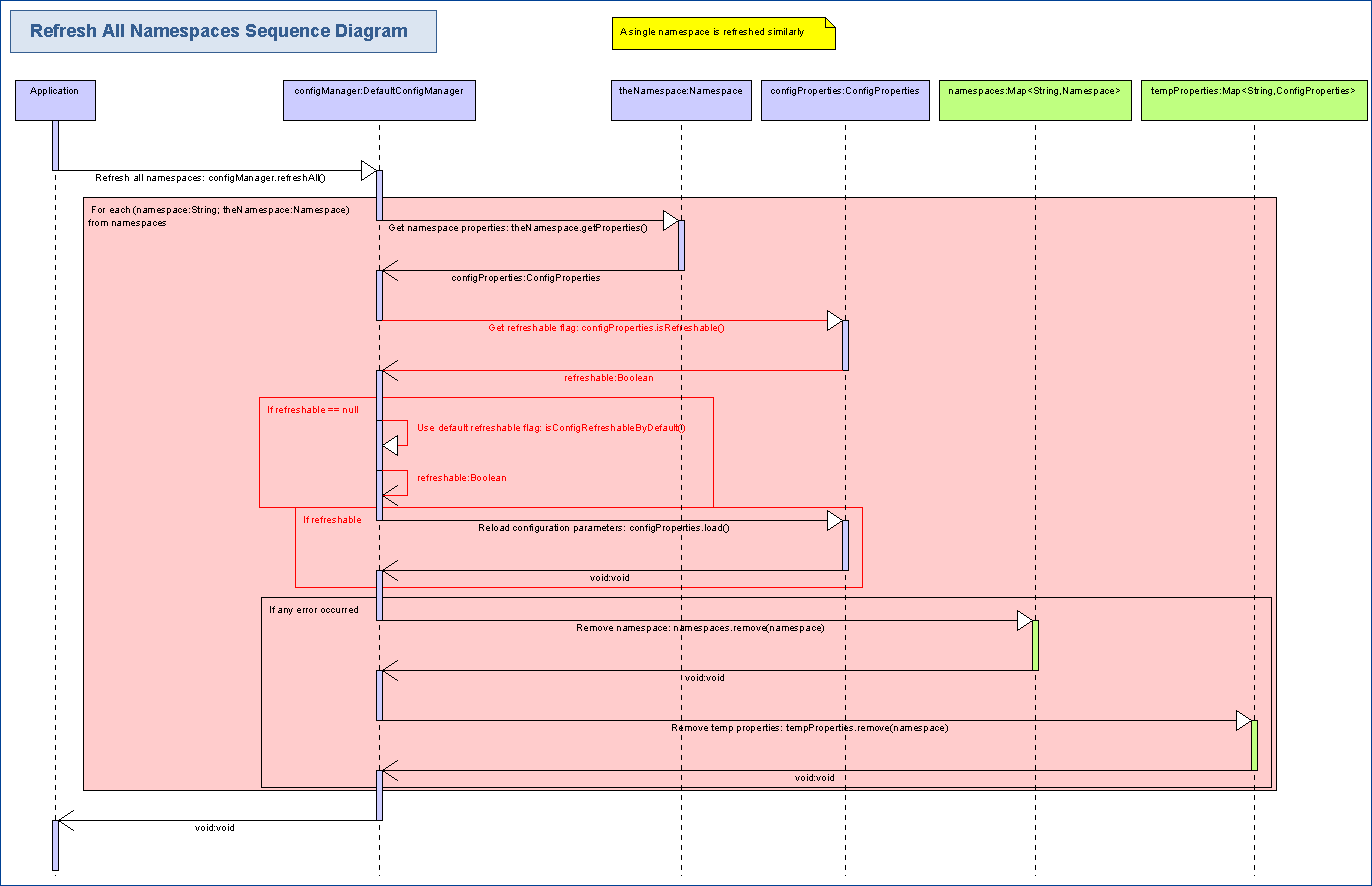 Refresh All Namespaces Sequence Diagram
A single namespace is refreshed similarly
Application
configManager:DefaultConfigManager
theNamespace:Namespace
configProperties:ConfigProperties
namespaces:Map<String,Namespace>
tempProperties:Map<String,ConfigProperties>
Refresh all namespaces: configManager.refreshAll()
For each (namespace:String; theNamespace:Namespace)
from namespaces
Get namespace properties: theNamespace.getProperties()
configProperties:ConfigProperties
Get refreshable flag: configProperties.isRefreshable()
refreshable:Boolean
If refreshable == null
Use default refreshable flag: isConfigRefreshableByDefault()
refreshable:Boolean
If refreshable
Reload configuration parameters: configProperties.load()
void:void
If any error occurred
Remove namespace: namespaces.remove(namespace)
void:void
Remove temp properties: tempProperties.remove(namespace)
void:void
void:void